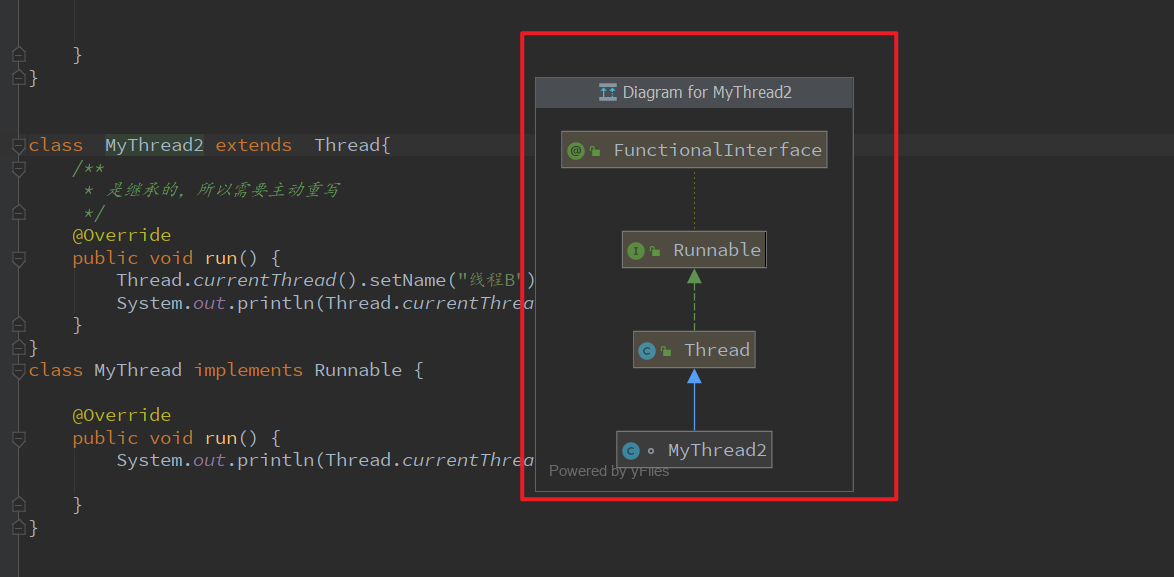 }
}
class  MyThread2 extends  Thread{
/**
* 是继承的, 所以需要主动重写
*/
@Override
public void run() {
Thread.currentThread().setName("线程B")
System.out.println(Thread.currentThrea
}
}
class MyThread implements Runnable {
@Override
public void run() {
System.out.println(Thread.currentThrea
}
}
Diagram for MyThread2
@ FunctionalInterface
I Runnable
C Thread
C MyThread2
Powered by yFiles